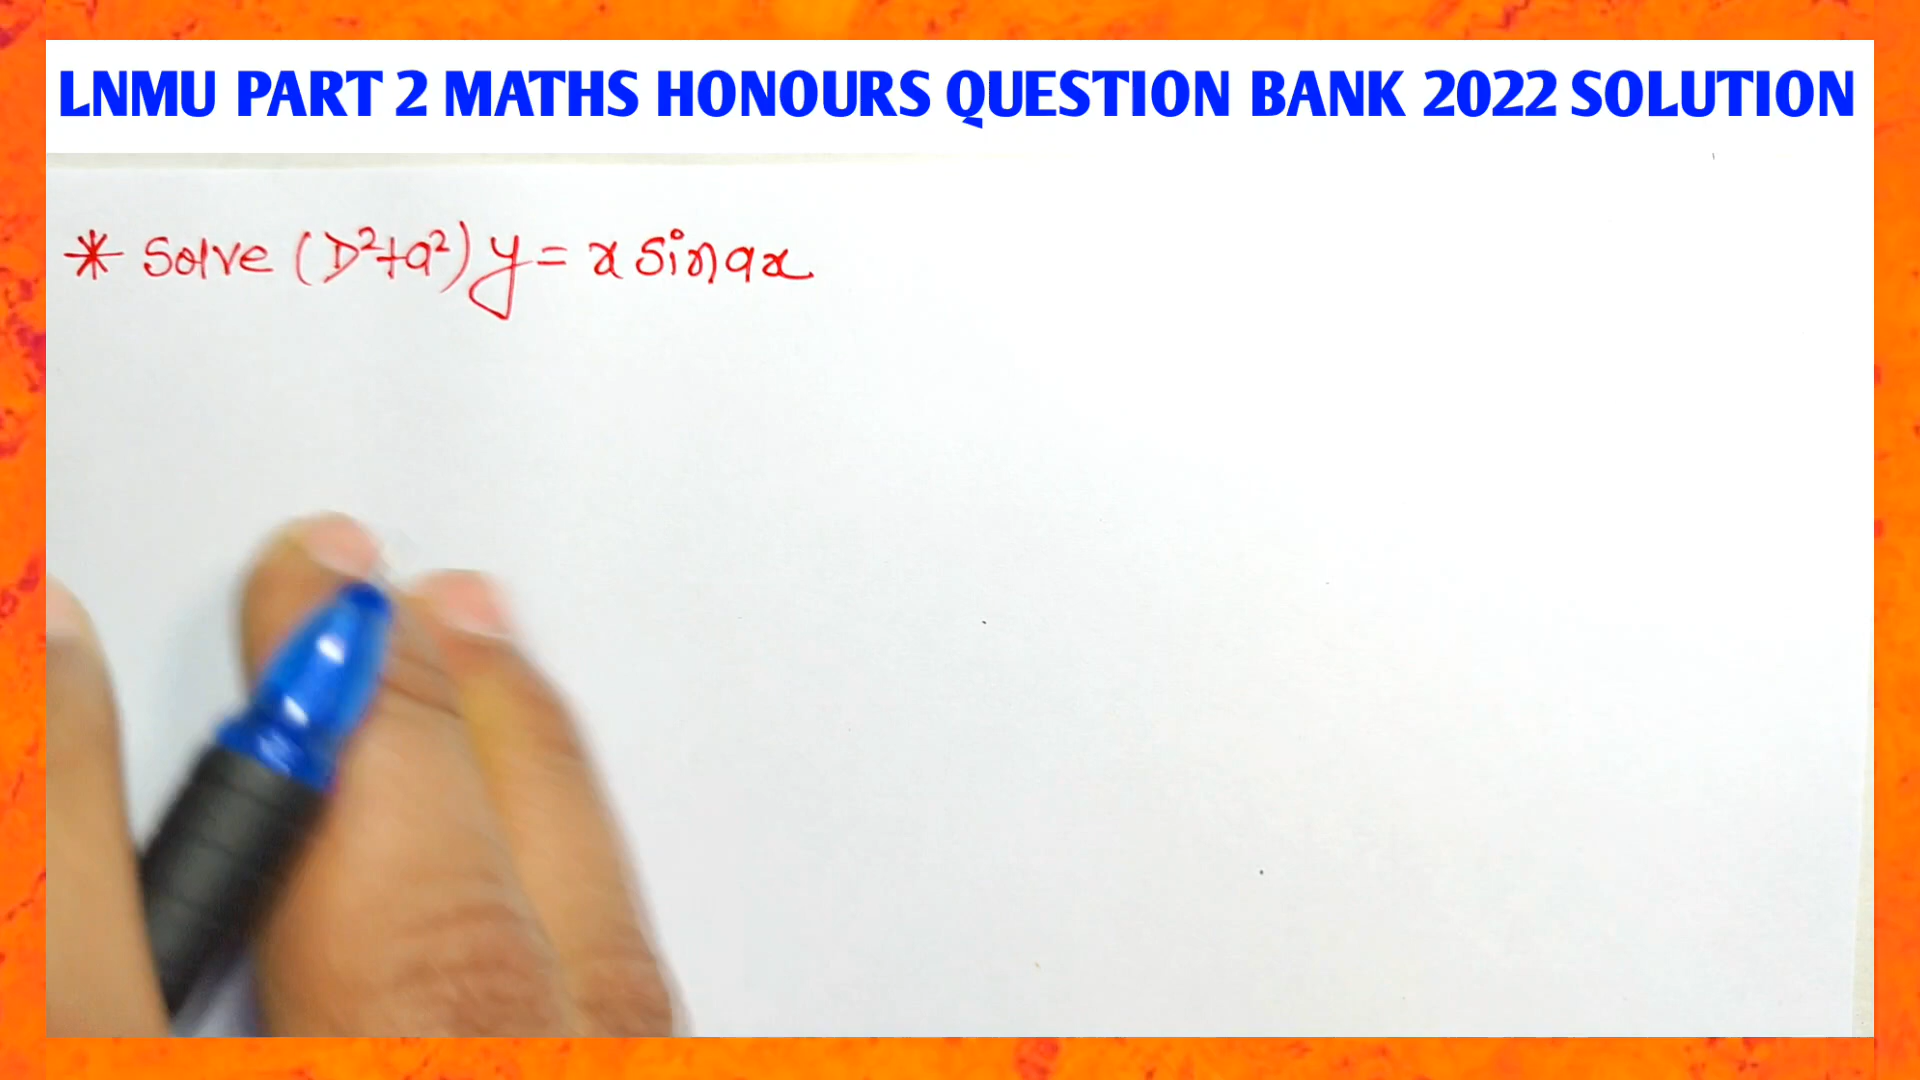 LNMU PART 2 MATHS HONOURS QUESTION BANK 2022 SOLUTION
* Solve (D²+a²) y = x sin ax